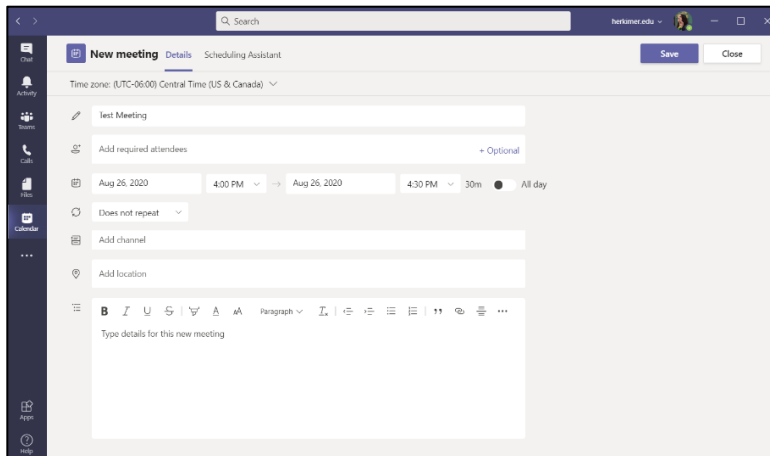 Search
herkimer.edu
Chat
Activity
Teams
Calls
Files
Calendar
Apps
Help
New meeting Details Scheduling Assistant
Save Close
Time zone: (UTC-06:00) Central Time (US & Canada)
Test Meeting
Add required attendees + Optional
Aug 26, 2020 4:00 PM → Aug 26, 2020 4:30 PM 30m All day
Does not repeat
Add channel
Add location
B I U S A AA Paragraph Tx
Type details for this new meeting